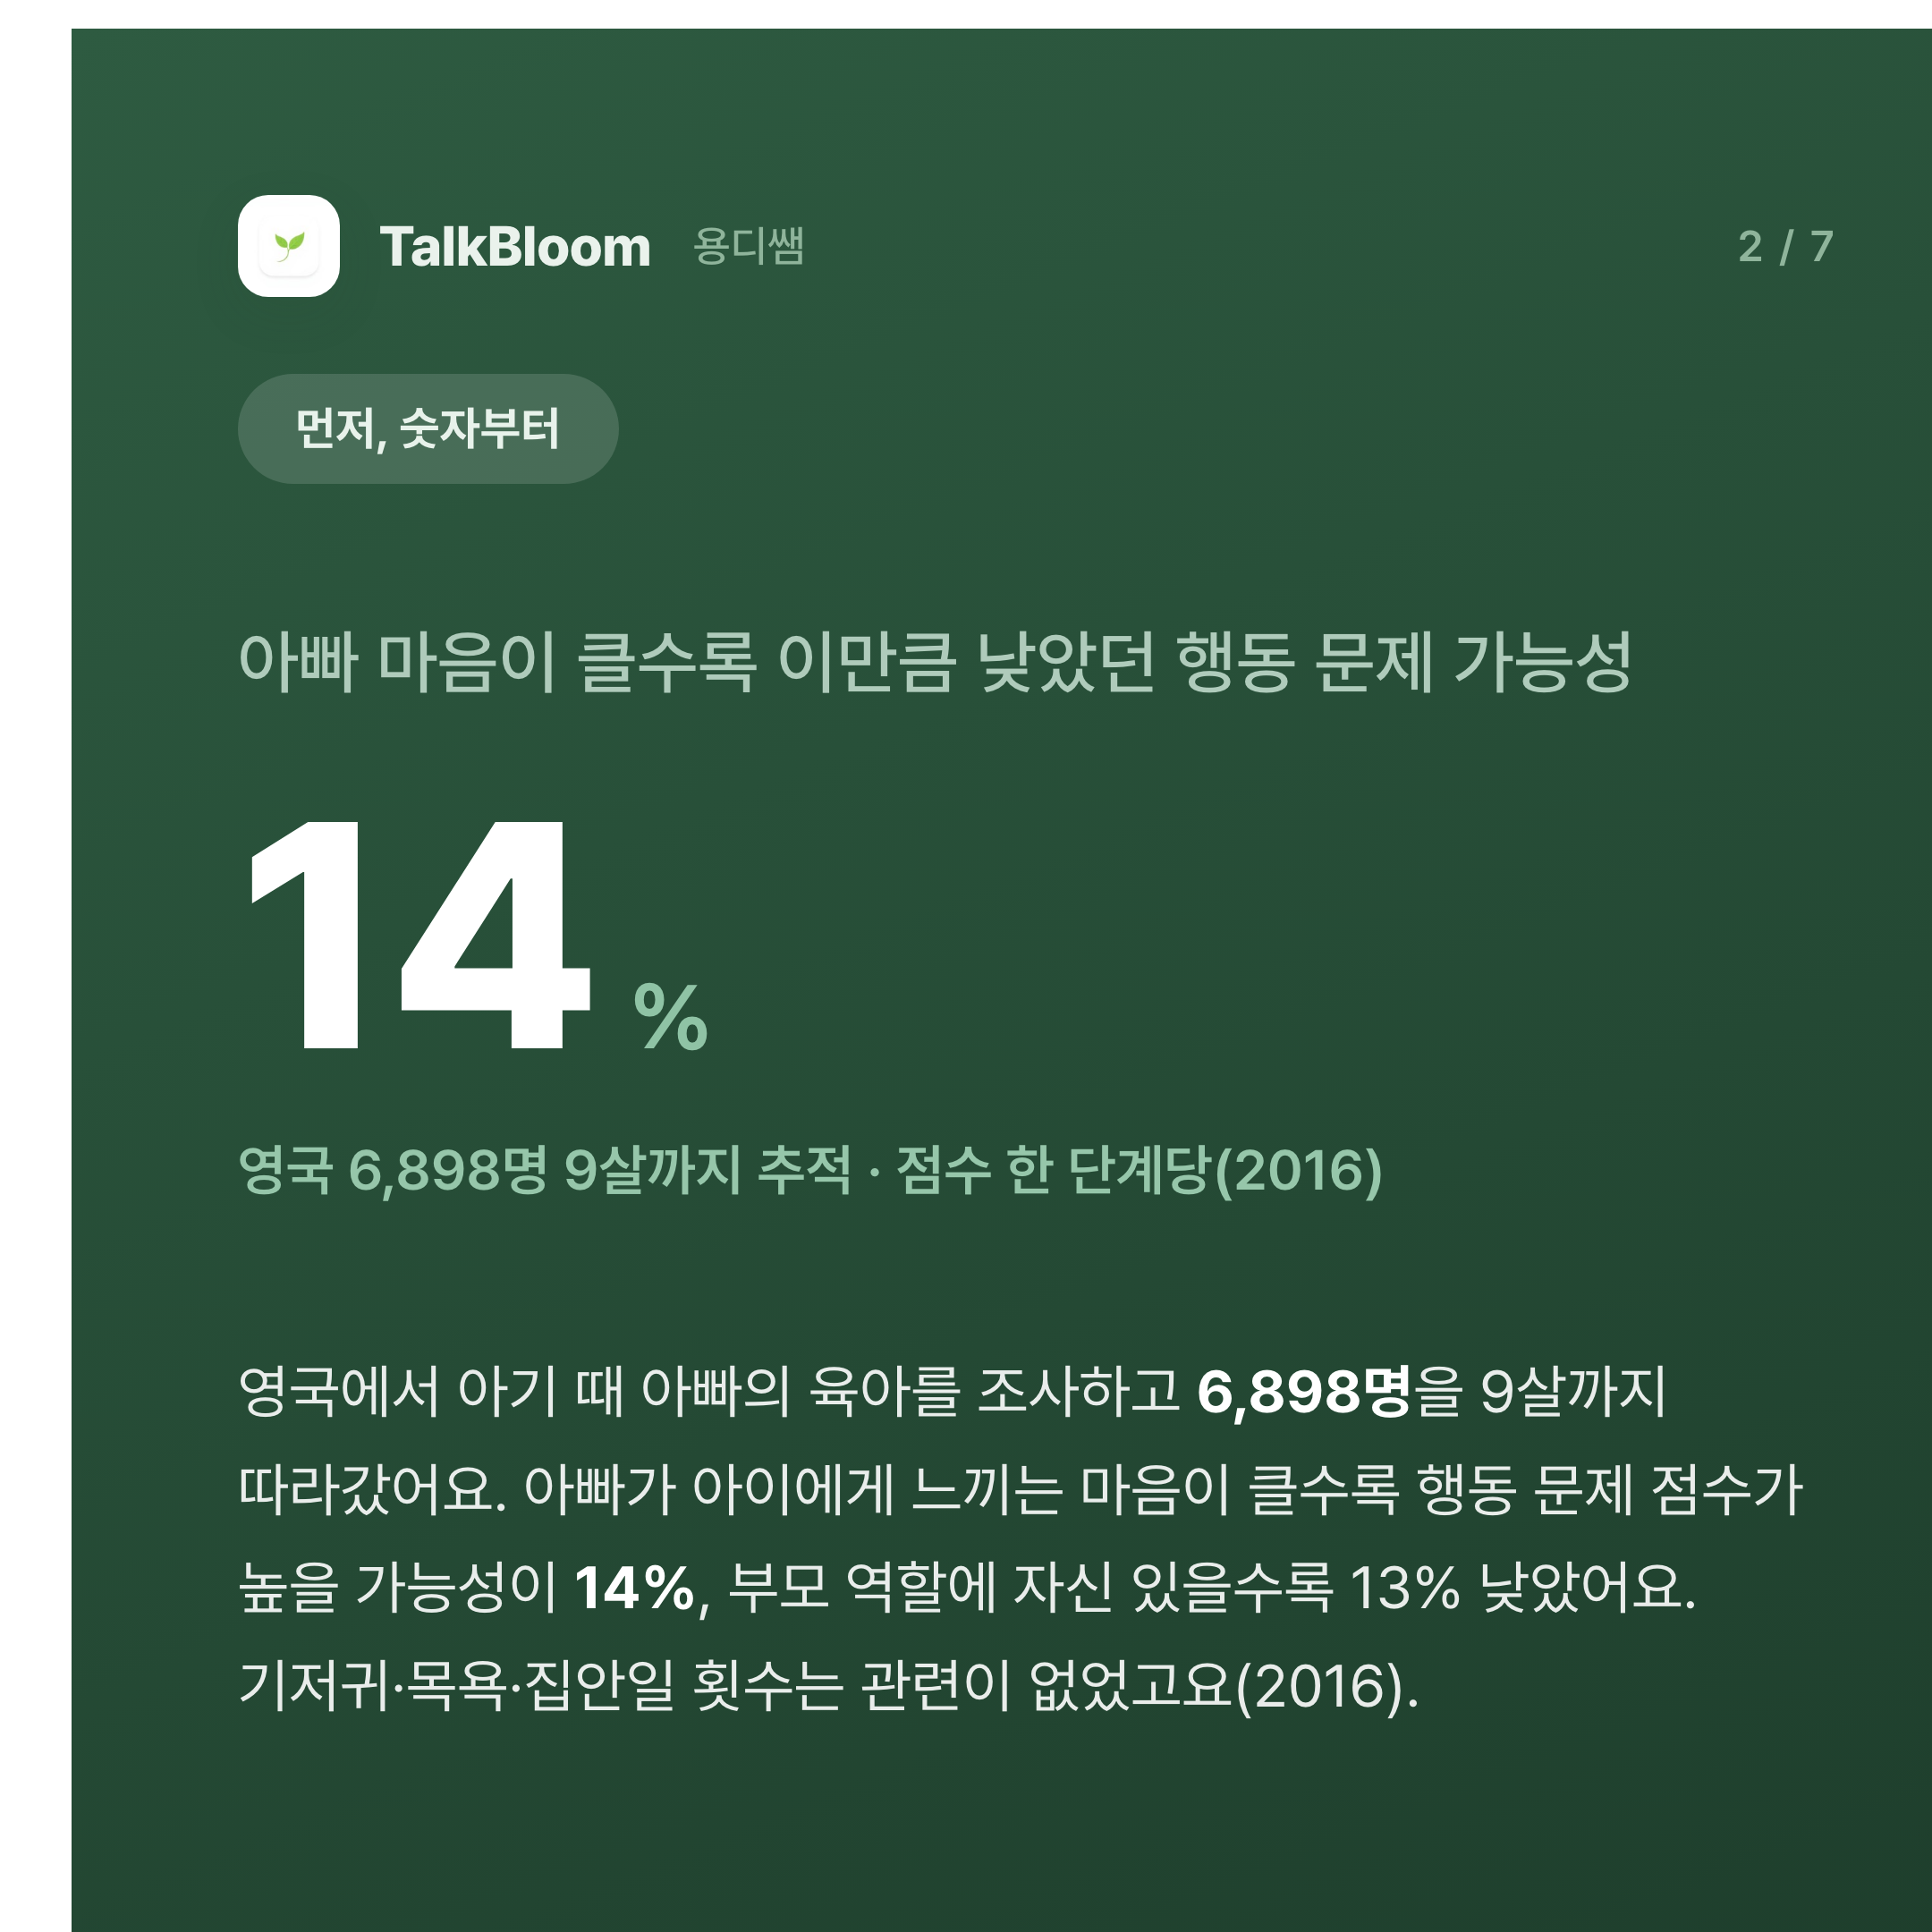 TalkBloom 용디쌤
2 / 7
먼저, 숫자부터
아빠 마음이 클수록 이만큼 낮았던 행동 문제 가능성
14 %
영국 6,898명 9살까지 추적 · 점수 한 단계당(2016)
영국에서 아기 때 아빠의 육아를 조사하고 6,898명을 9살까지
따라갔어요. 아빠가 아이에게 느끼는 마음이 클수록 행동 문제 점수가
높을 가능성이 14%, 부모 역할에 자신 있을수록 13% 낮았어요.
기저귀·목욕·집안일 횟수는 관련이 없었고요(2016).